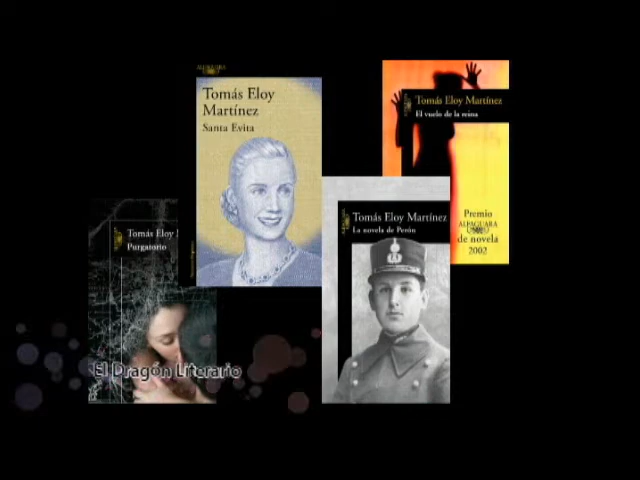 ALFAGUARA
Tomás Eloy
Martínez
Santa Evita
Tomás Eloy Martínez
El vuelo de la reina
Premio
ALFAGUARA
de novela
2002
Tomás Eloy M
Purgatorio
Tomás Eloy Martínez
La novela de Perón
El Dragón Literario